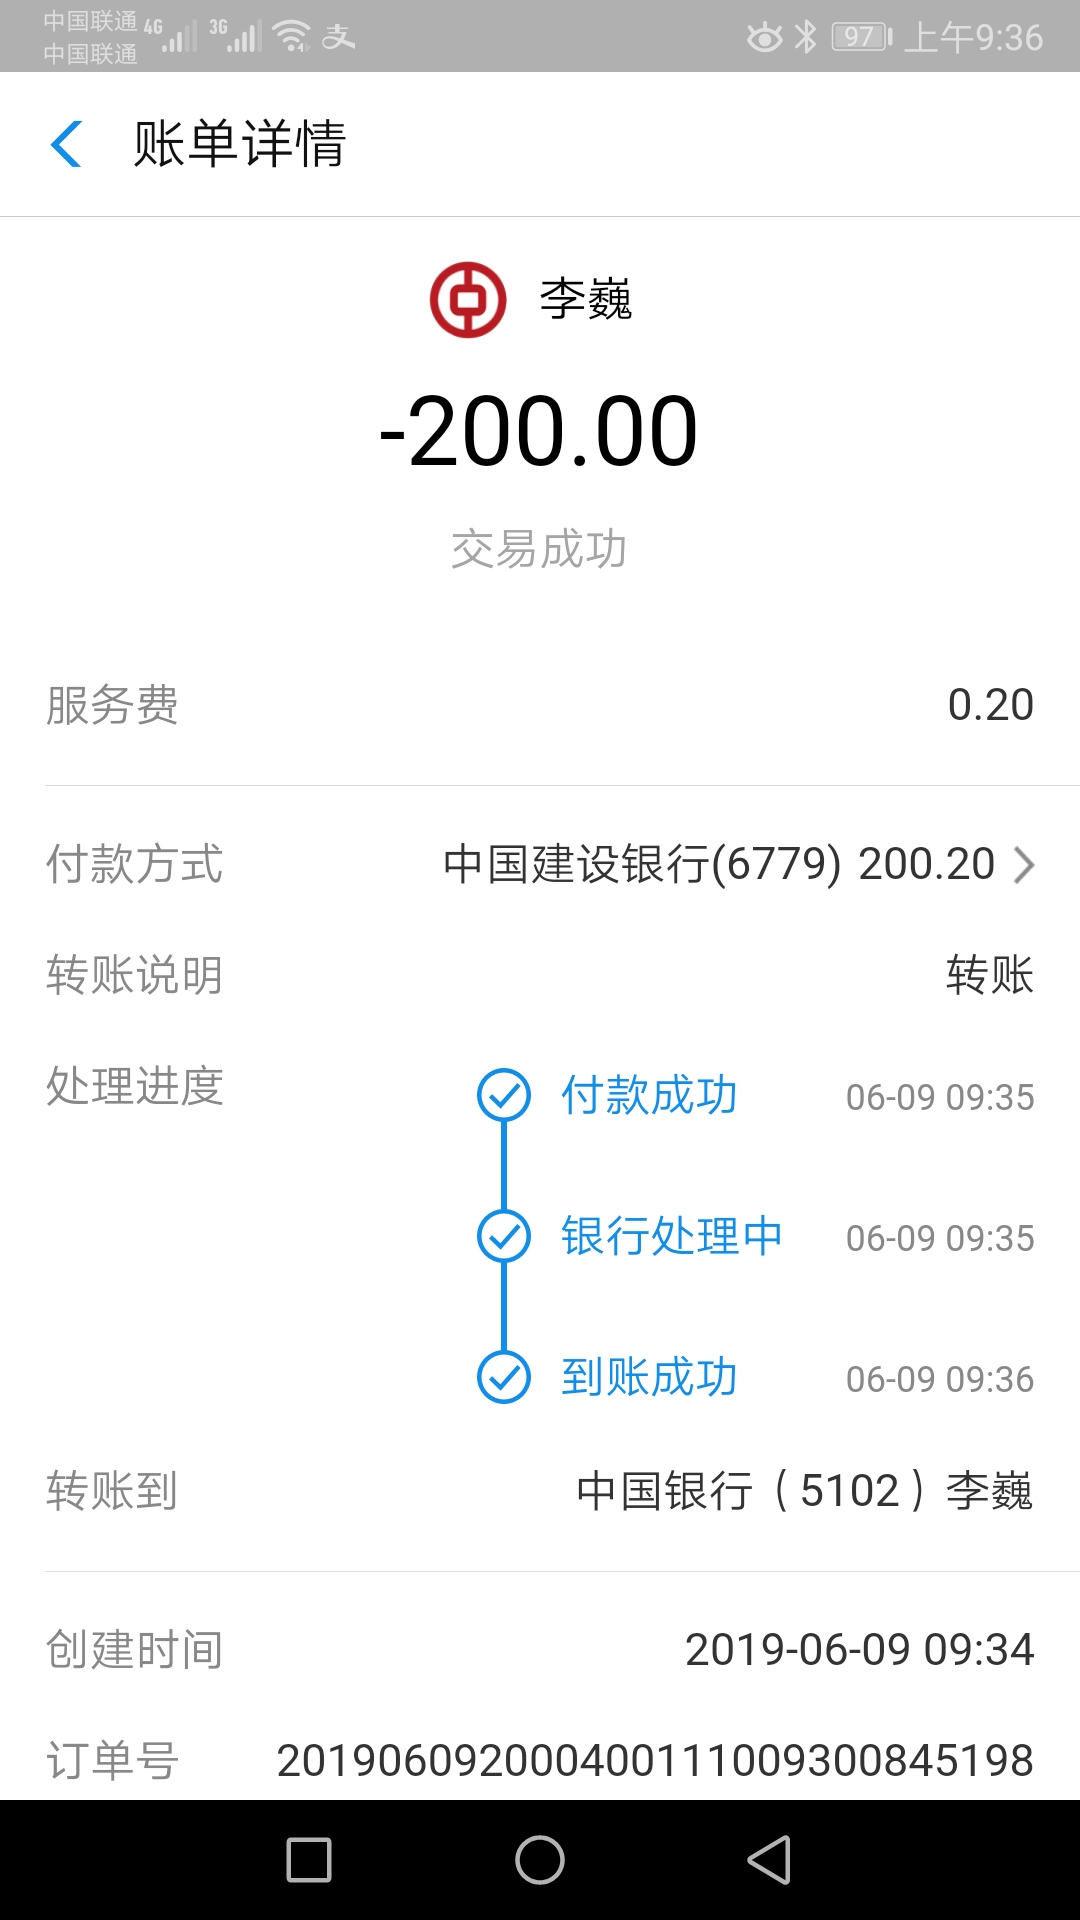 中国联通 4G 3G 97 上午9:36
中国联通
账单详情
李巍
-200.00
交易成功
服务费 0.20
付款方式 中国建设银行(6779) 200.20
转账说明 转账
处理进度 付款成功 06-09 09:35
银行处理中 06-09 09:35
到账成功 06-09 09:36
转账到 中国银行（5102）李巍
创建时间 2019-06-09 09:34
订单号 20190609200040011100930084​5198